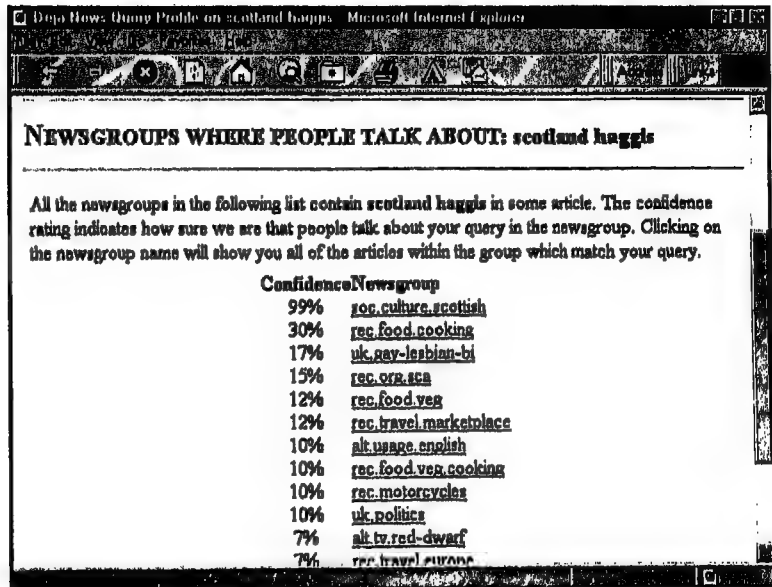 Deja News Query Profile on scotland haggis - Microsoft Internet Explorer
NEWSGROUPS WHERE PEOPLE TALK ABOUT: scotland haggis
All the newsgroups in the following list contain scotland haggis in some article. The confidence
rating indicates how sure we are that people talk about your query in the newsgroup. Clicking on
the newsgroup name will show you all of the articles within the group which match your query.
Confidence Newsgroup
99% soc.culture.scottish
30% rec.food.cooking
17% uk.gay-lesbian-bi
15% rec.org.sca
12% rec.food.veg
12% rec.travel.marketplace
10% alt.usage.english
10% rec.food.veg.cooking
10% rec.motorcycles
10% uk.politics
7% alt.tv.red-dwarf
7% rec.travel.europe